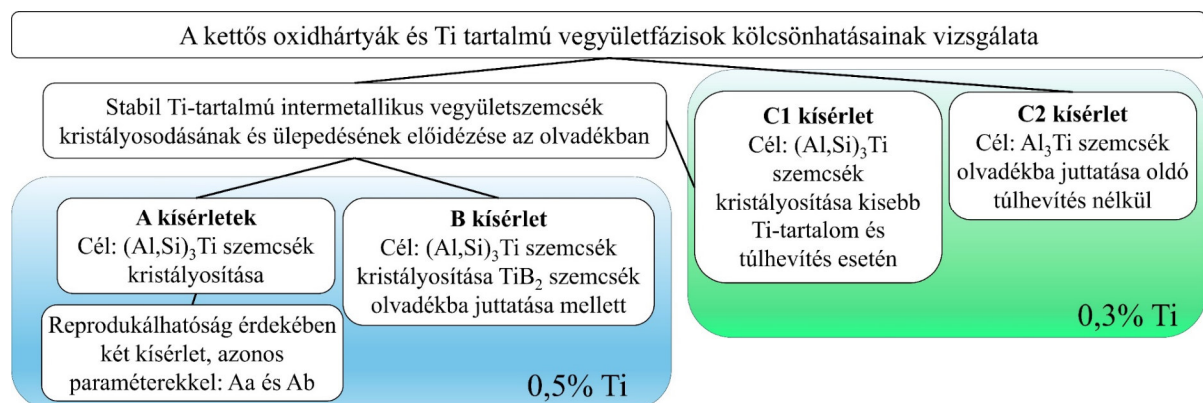 A kettős oxidhártyák és Ti tartalmú vegyületfázisok kölcsönhatásainak vizsgálata
Stabil Ti-tartalmú intermetallikus vegyületszemcsék
kristályosodásának és ülepedésének előidézése az olvadékban
A kísérletek
Cél: (Al,Si)₃Ti szemcsék
kristályosítása
Reprodukálhatóság érdekében
két kísérlet, azonos
paraméterekkel: Aa és Ab
B kísérlet
Cél: (Al,Si)₃Ti szemcsék
kristályosítása TiB₂ szemcsék
olvadékba juttatása mellett
0,5% Ti
C1 kísérlet
Cél: (Al,Si)₃Ti
szemcsék
kristályosítása kisebb
Ti-tartalom és
túlhevítés esetén
C2 kísérlet
Cél: Al₃Ti szemcsék
olvadékba juttatása oldó
túlhevítés nélkül
0,3% Ti